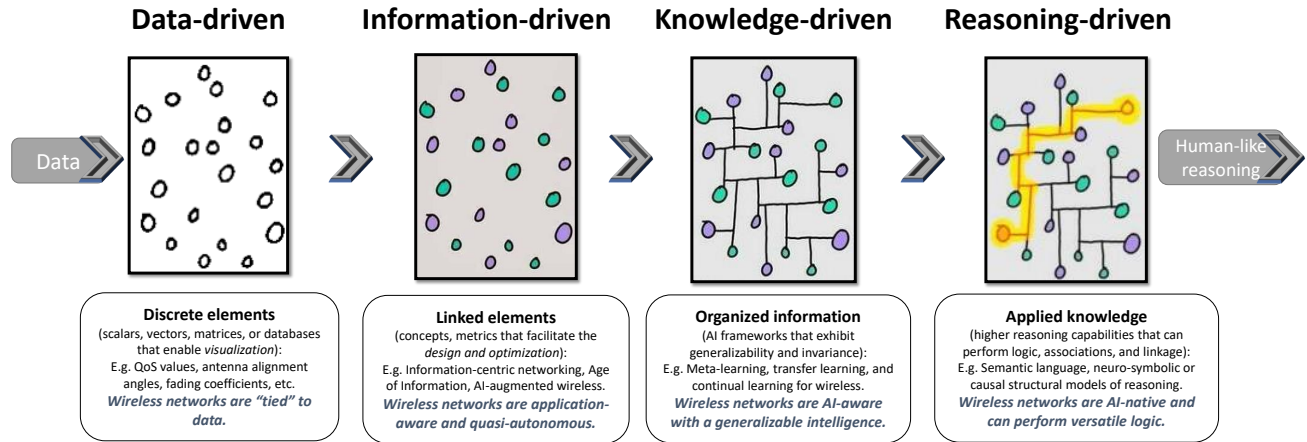 Data-driven
Information-driven
Knowledge-driven
Reasoning-driven
Data
Human-like
reasoning
Discrete elements
(scalars, vectors, matrices, or databases
that enable visualization):
E.g. QoS values, antenna alignment
angles, fading coefficients, etc.
Wireless networks are “tied” to
data.
Linked elements
(concepts, metrics that facilitate the
design and optimization):
E.g. Information-centric networking, Age
of Information, AI-augmented wireless.
Wireless networks are application-
aware and quasi-autonomous.
Organized information
(AI frameworks that exhibit
generalizability and invariance):
E.g. Meta-learning, transfer learning, and
continual learning for wireless.
Wireless networks are AI-aware
with a generalizable intelligence.
Applied knowledge
(higher reasoning capabilities that can
perform logic, associations, and linkage):
E.g. Semantic language, neuro-symbolic or
causal structural models of reasoning.
Wireless networks are AI-native and
can perform versatile logic.